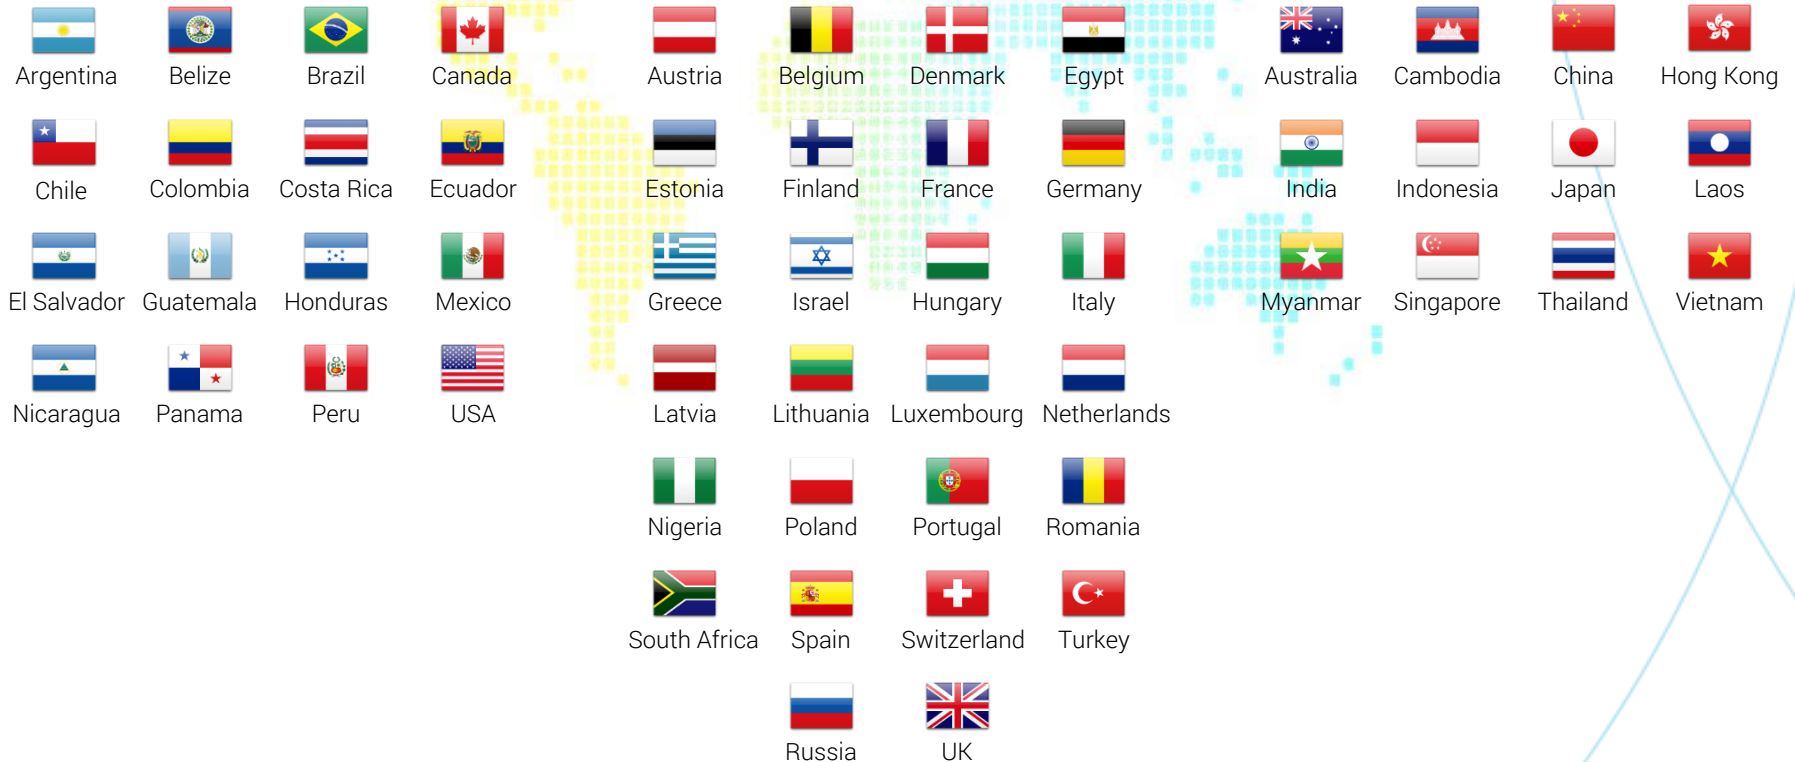 Argentina Belize Brazil Canada Austria Belgium Denmark Egypt Australia Cambodia China Hong Kong
Chile Colombia Costa Rica Ecuador Estonia Finland France Germany India Indonesia Japan Laos
El Salvador Guatemala Honduras Mexico Greece Israel Hungary Italy Myanmar Singapore Thailand Vietnam
Nicaragua Panama Peru USA Latvia Lithuania Luxembourg Netherlands
Nigeria Poland Portugal Romania
South Africa Spain Switzerland Turkey
Russia UK